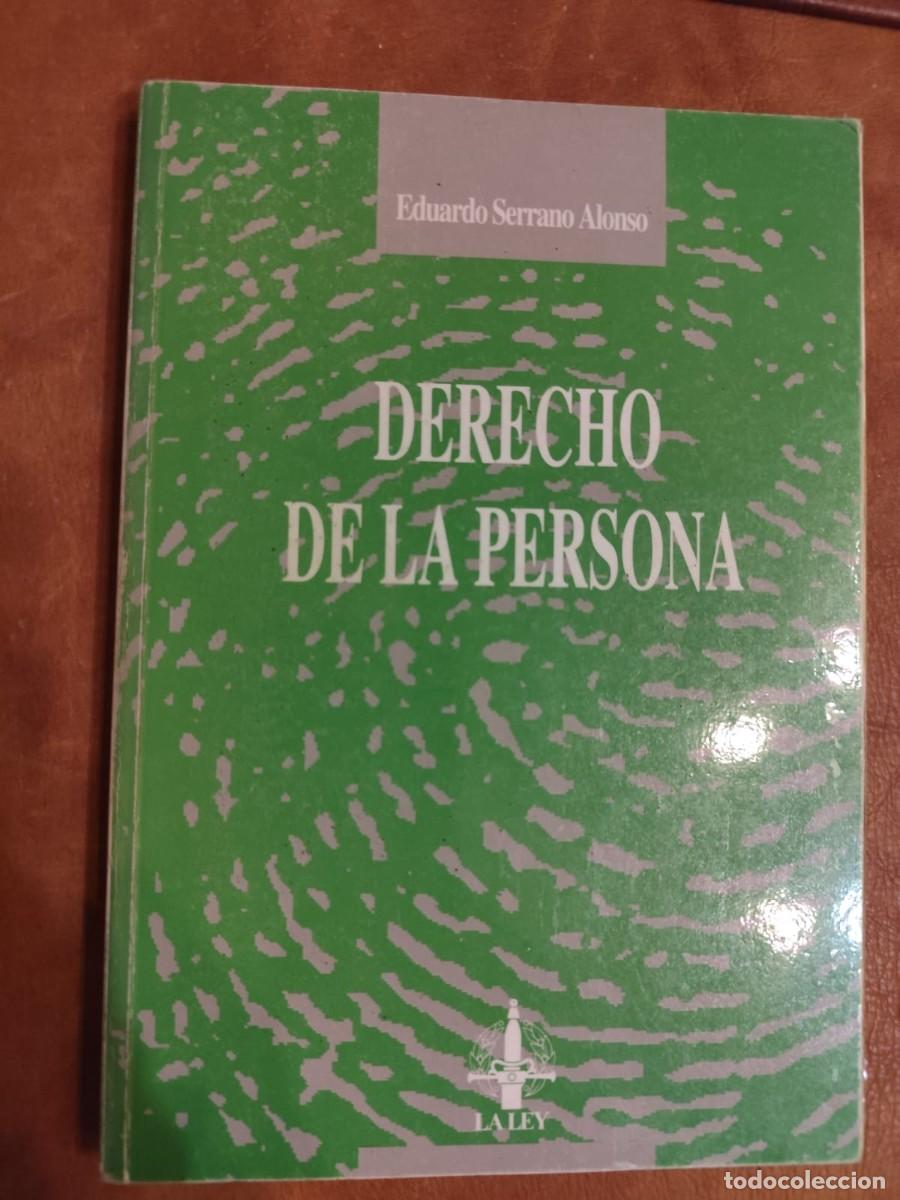 Eduardo Serrano Alonso
DERECHO
DE LA PERSONA
LA LEY
todocoleccion